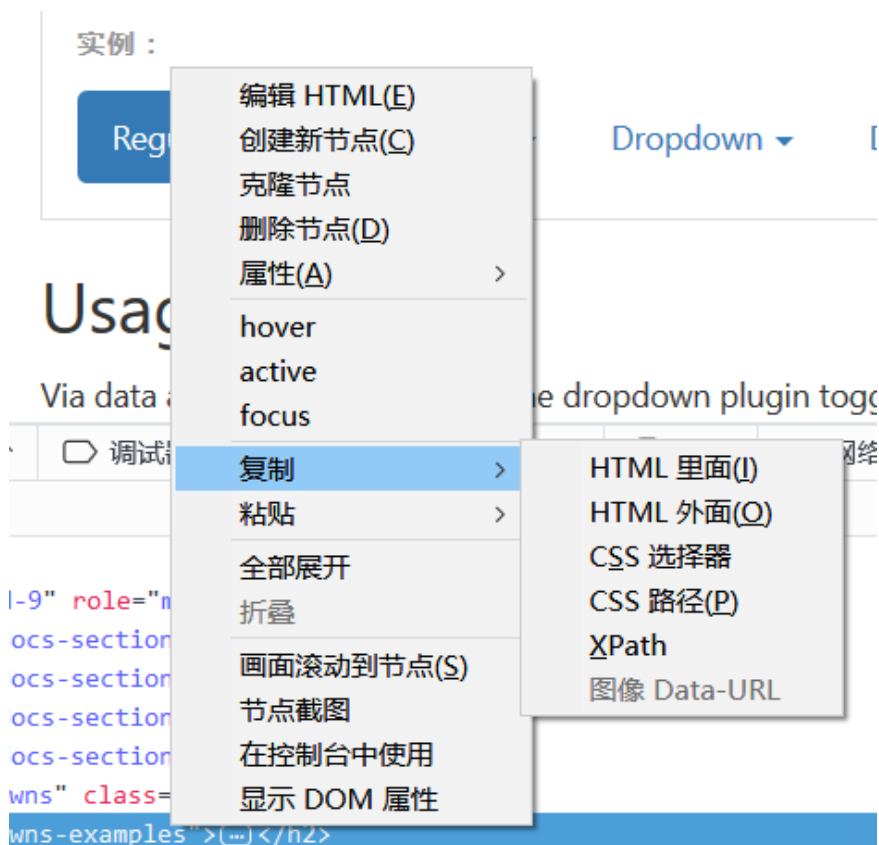 实例：
Regu
Dropdown
编辑 HTML(E)
创建新节点(C)
克隆节点
删除节点(D)
属性(A)
hover
active
focus
复制
粘贴
全部展开
折叠
画面滚动到节点(S)
节点截图
在控制台中使用
显示 DOM 属性
HTML 里面(I)
HTML 外面(O)
CSS 选择器
CSS 路径(P)
XPath
图像 Data-URL
Usag
Via data a
e dropdown plugin togg
调试器
网络
l-9" role="m
ocs-section
ocs-section
ocs-section
ocs-section
wns" class=
wns-examples">⋯</h2>